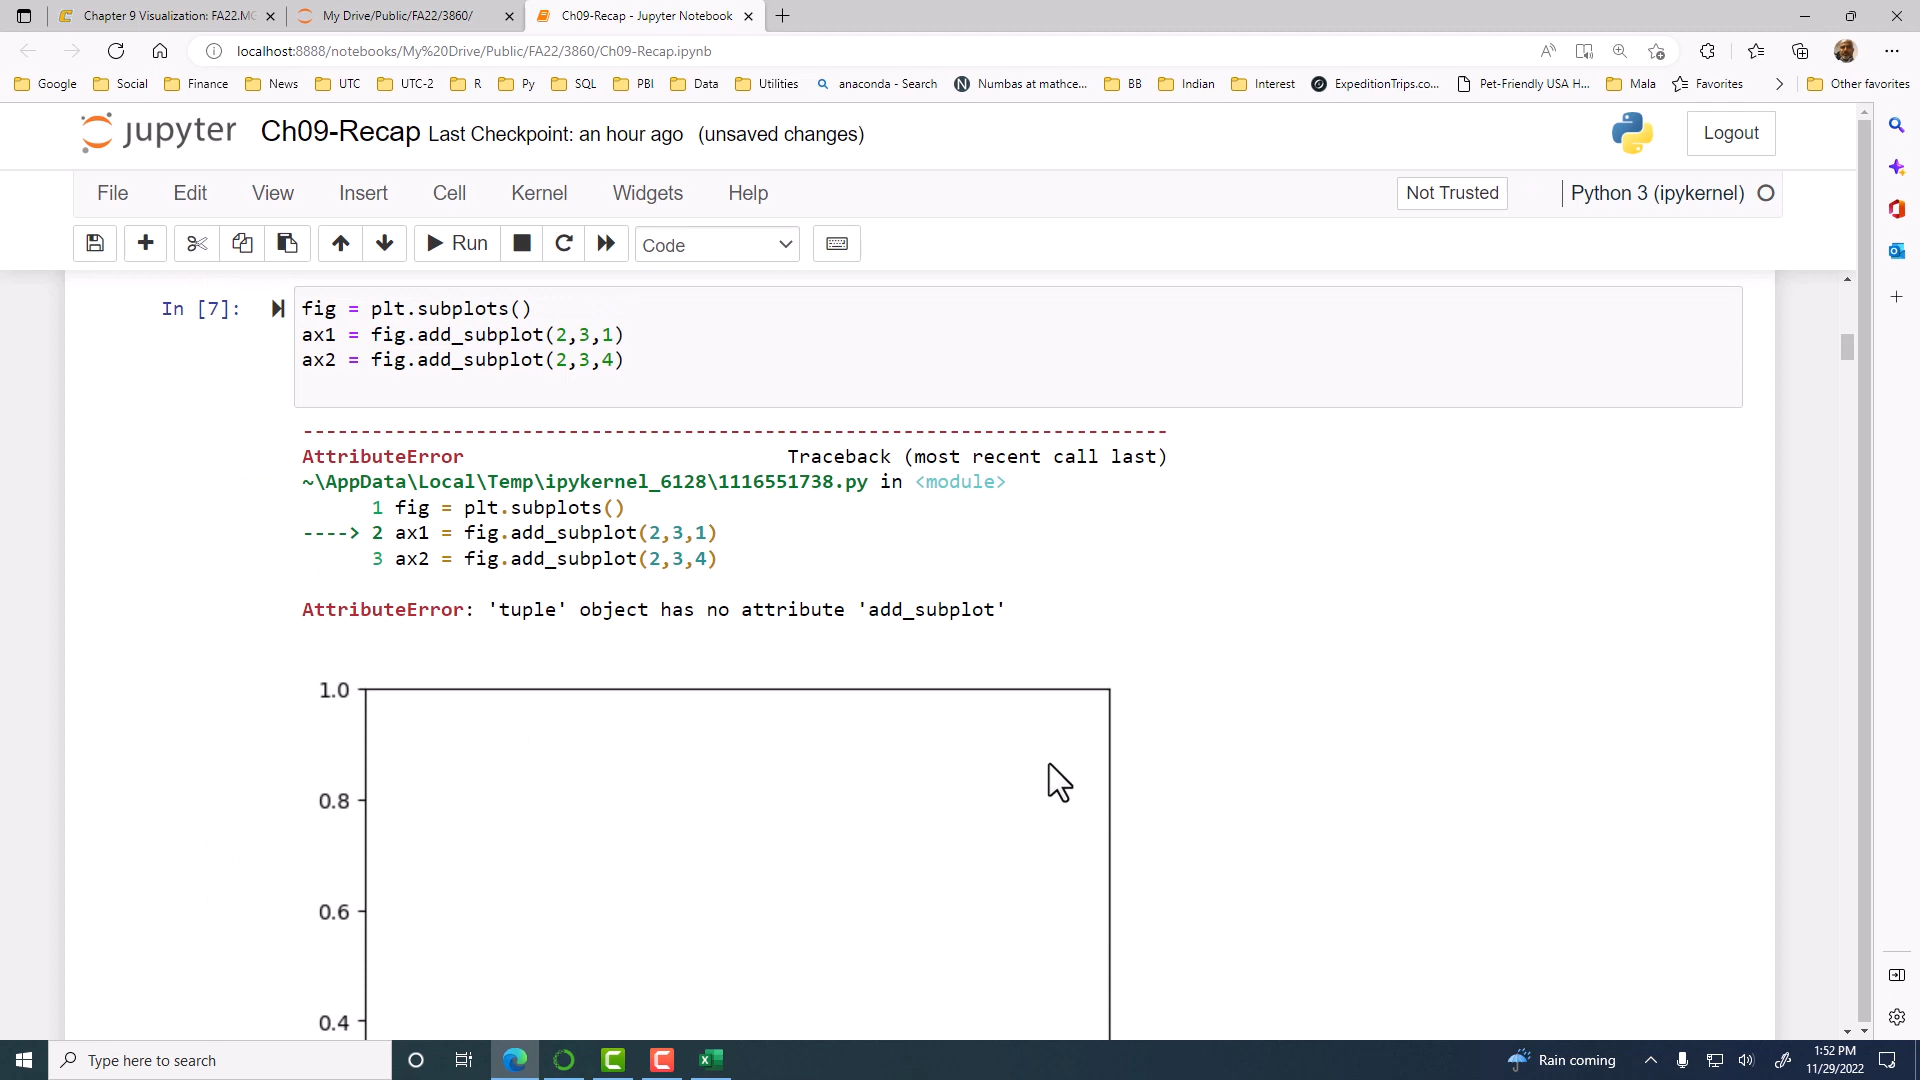 Chapter 9 Visualization: FA22.MG
My Drive/Public/FA22/3860/
Ch09-Recap - Jupyter Notebook
localhost:8888/notebooks/My%20Drive/Public/FA22/3860/Ch09-Recap.ipynb
Google Social Finance News UTC UTC-2 R Py SQL PBI Data Utilities anaconda - Search Numbas at mathce... BB Indian Interest ExpeditionTrips.co... Pet-Friendly USA H... Mala Favorites Other favorites
jupyter Ch09-Recap Last Checkpoint: an hour ago (unsaved changes) Logout
File Edit View Insert Cell Kernel Widgets Help Not Trusted Python 3 (ipykernel)
Run Code
In [7]: fig = plt.subplots()
ax1 = fig.add_subplot(2,3,1)
ax2 = fig.add_subplot(2,3,4)
---------------------------------------------------------------------------
AttributeError Traceback (most recent call last)
~\AppData\Local\Temp\ipykernel_6128\1116551738.py in <module>
1 fig = plt.subplots()
----> 2 ax1 = fig.add_subplot(2,3,1)
3 ax2 = fig.add_subplot(2,3,4)
AttributeError: 'tuple' object has no attribute 'add_subplot'
1.0
0.8
0.6
0.4
Type here to search
Rain coming
1:52 PM
11/29/2022